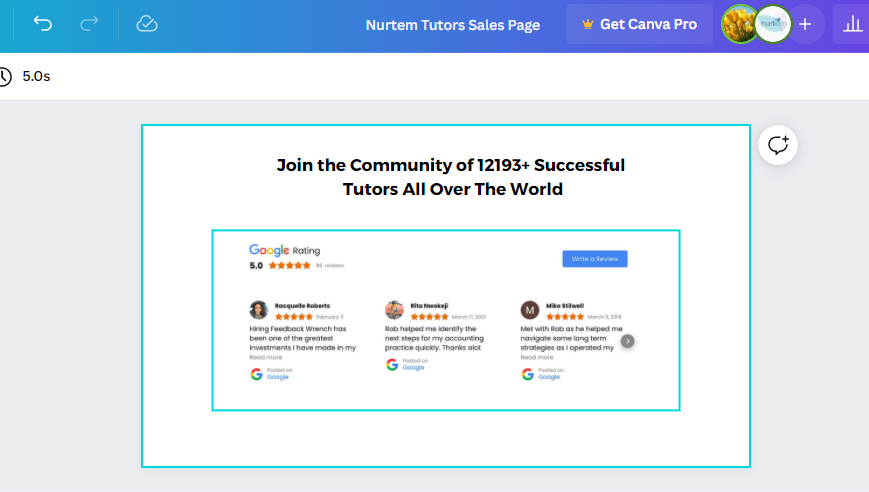 Nurtem Tutors Sales Page
Get Canva Pro
5.0s
Join the Community of 12193+ Successful
Tutors All Over The World
Google Rating
5.0
reviews
Write a Review
Racquelle Roberts
February 11
Hiring Feedback Wrench has
been one of the greatest
investments I have made in my
Read more
Posted on
Google
Rita Nwokeji
March 11, 2021
Rob helped me identify the
next steps for my accounting
practice quickly. Thanks alot
Posted on
Google
M
Mike Stilwell
March 11, 2018
Met with Rob as he helped me
navigate some long term
strategies as I operated my
Read more
Posted on
Google